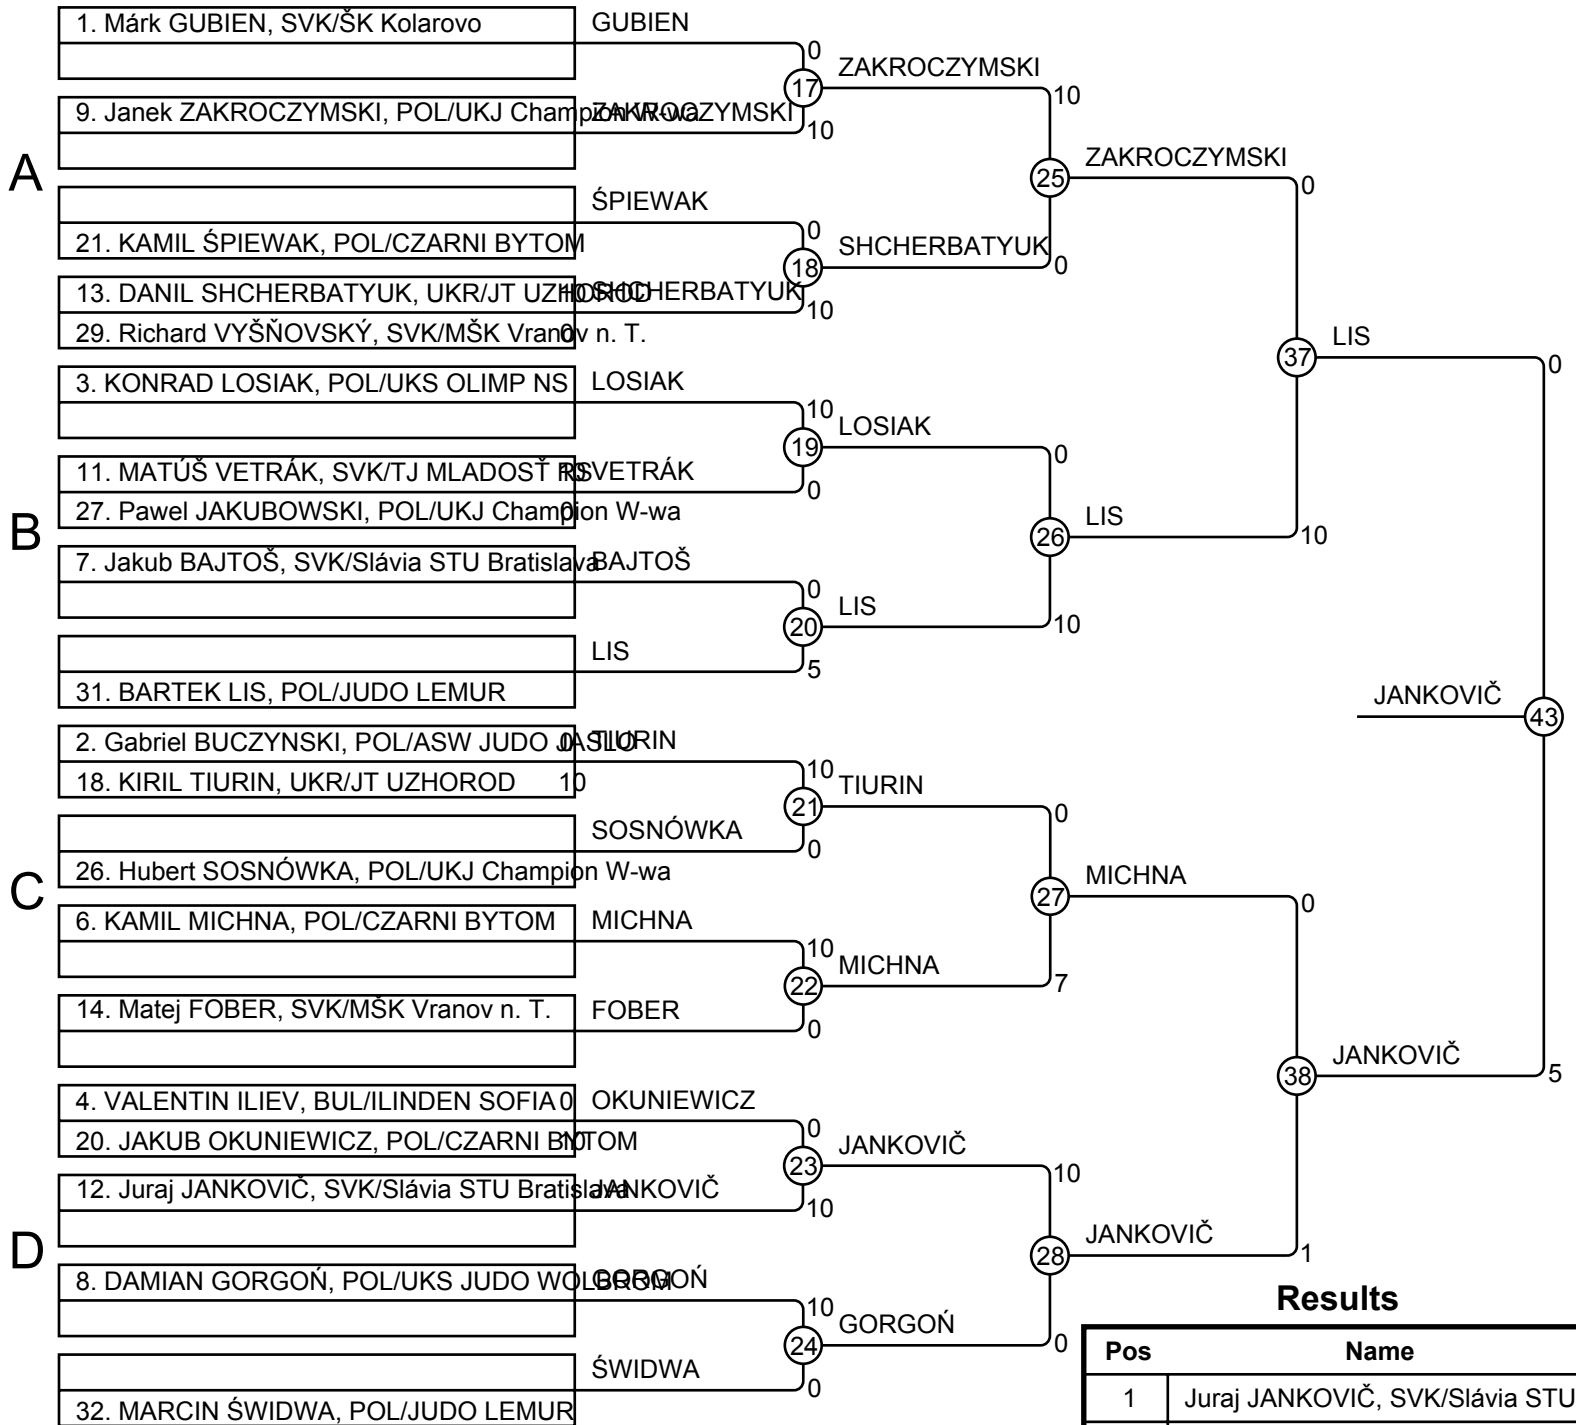 A
1. Márk GUBIEN, SVK/ŠK Kolarovo
9. Janek ZAKROCZYMSKI, POL/UKJ Champion W-wa
21. KAMIL ŚPIEWAK, POL/CZARNI BYTOM
13. DANIL SHCHERBATYUK, UKR/JT UZHOROD 10
29. Richard VYŠŇOVSKÝ, SVK/MŠK Vranov n. T. 0
B
3. KONRAD LOSIAK, POL/UKS OLIMP NS
11. MATÚŠ VETRÁK, SVK/TJ MLADOSŤ RS 10
27. Pawel JAKUBOWSKI, POL/UKJ Champion W-wa 0
7. Jakub BAJTOŠ, SVK/Slávia STU Bratislava
31. BARTEK LIS, POL/JUDO LEMUR
C
2. Gabriel BUCZYNSKI, POL/ASW JUDO JASLO 0
18. KIRIL TIURIN, UKR/JT UZHOROD 10
26. Hubert SOSNÓWKA, POL/UKJ Champion W-wa
6. KAMIL MICHNA, POL/CZARNI BYTOM
14. Matej FOBER, SVK/MŠK Vranov n. T.
D
4. VALENTIN ILIEV, BUL/ILINDEN SOFIA 0
20. JAKUB OKUNIEWICZ, POL/CZARNI BYTOM 10
12. Juraj JANKOVIČ, SVK/Slávia STU Bratislava
8. DAMIAN GORGOŃ, POL/UKS JUDO WOLBROM
32. MARCIN ŚWIDWA, POL/JUDO LEMUR
GUBIEN 0
17
ZAKROCZYMSKI 10
ŚPIEWAK 0
18
SHCHERBATYUK 10
LOSIAK 10
19
VETRÁK 0
BAJTOŠ 0
20
LIS 5
TIURIN 10
21
SOSNÓWKA 0
MICHNA 10
22
FOBER 0
OKUNIEWICZ 0
23
JANKOVIČ 10
GORGOŃ 10
24
ŚWIDWA 0
ZAKROCZYMSKI 10
25
SHCHERBATYUK 0
LOSIAK 0
26
LIS 10
TIURIN 0
27
MICHNA 7
JANKOVIČ 10
28
GORGOŃ 0
ZAKROCZYMSKI 0
37
LIS 10
MICHNA 0
38
JANKOVIČ 1
LIS 0
JANKOVIČ 43
JANKOVIČ 5
Results
Pos Name
1 Juraj JANKOVIČ, SVK/Slávia STU